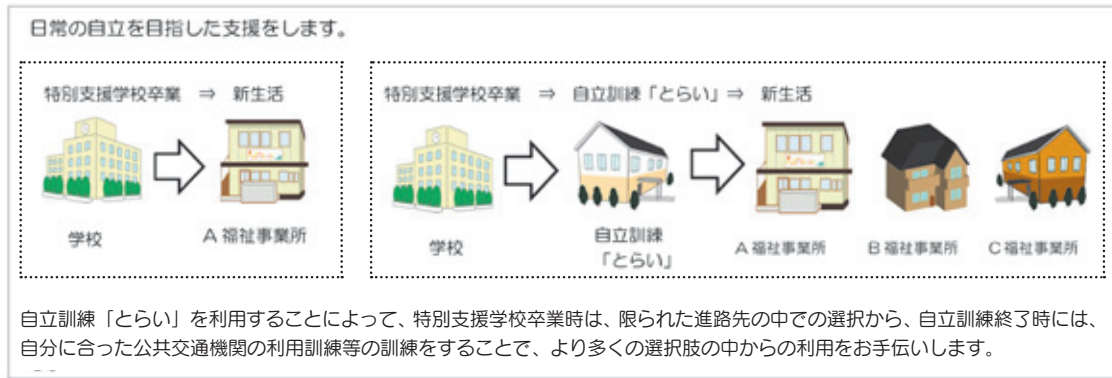 日常の自立を目指した支援をします。
特別支援学校卒業 ⇒ 新生活
学校
A 福祉事業所
特別支援学校卒業 ⇒ 自立訓練「とらい」⇒ 新生活
学校
自立訓練
「とらい」
A 福祉事業所
B 福祉事業所
C 福祉事業所
自立訓練「とらい」を利用することによって、特別支援学校卒業時は、限られた進路先の中での選択から、自立訓練終了時には、
自分に合った公共交通機関の利用訓練等の訓練をすることで、より多くの選択肢の中からの利用をお手伝いします。